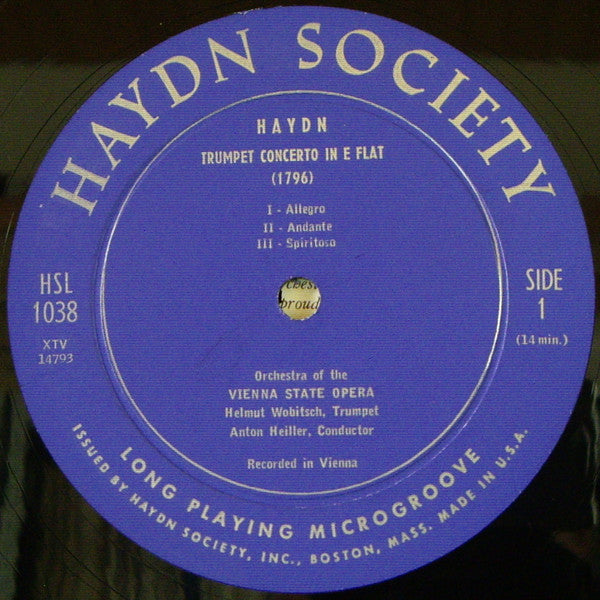 HAYDN SOCIETY
HAYDN
TRUMPET CONCERTO IN E FLAT
(1796)
I - Allegro
II - Andante
III - Spiritoso
HSL
1038
XTV
14793
SIDE
1
(14 min.)
proud
Orchestra of the
VIENNA STATE OPERA
Helmut Wobitsch, Trumpet
Anton Heiller, Conductor
Recorded in Vienna
LONG PLAYING MICROGROOVE
ISSUED BY HAYDN SOCIETY, INC., BOSTON, MASS. MADE IN U.S.A.